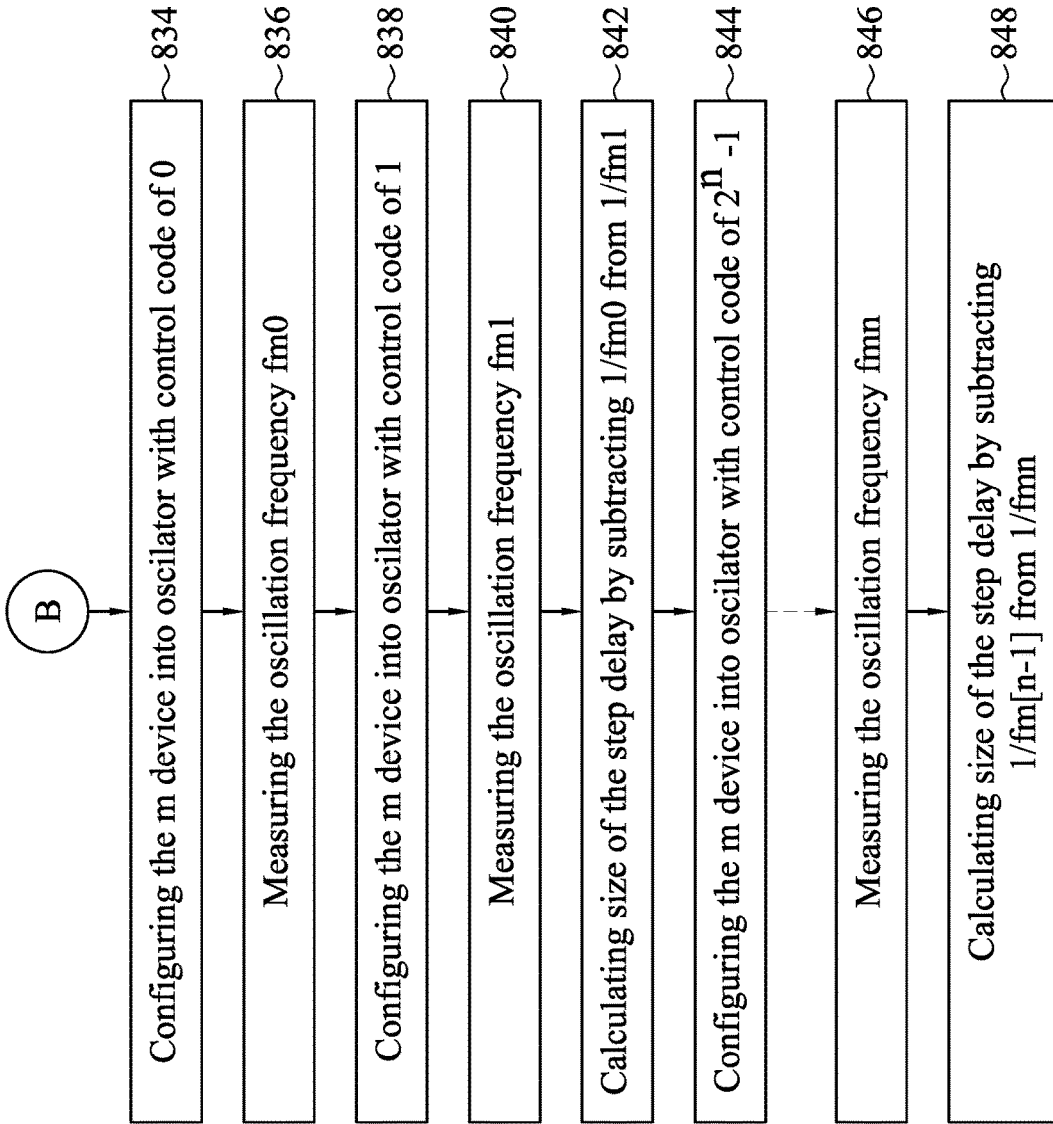 B
Configuring the m device into oscilator with control code of 0 ~834
Measuring the oscillation frequency fm0 ~836
Configuring the m device into oscilator with control code of 1 ~838
Measuring the oscillation frequency fm1 ~840
Calculating size of the step delay by subtracting 1/fm0 from 1/fm1 ~842
Configuring the m device into oscilator with control code of 2ⁿ -1 ~844
Measuring the oscillation frequency fmn ~846
Calculating size of the step delay by subtracting ~848
1/fm[n-1] from 1/fmn